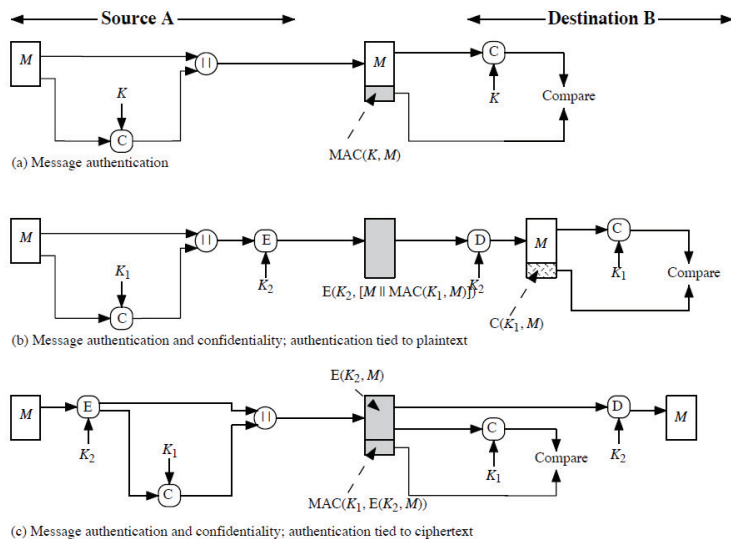 Source A
Destination B
M
||
M
C
K
C
K
Compare
MAC(K, M)
(a) Message authentication
M
||
E
D
M
C
K₁
C
K₂
E(K₂, [M || MAC(K₁, M)])
K₂
K₁
Compare
C(K₁, M)
(b) Message authentication and confidentiality; authentication tied to plaintext
E(K₂, M)
M
E
||
D
M
K₂
K₁
C
C
K₁
Compare
K₂
MAC(K₁, E(K₂, M))
(c) Message authentication and confidentiality; authentication tied to ciphertext